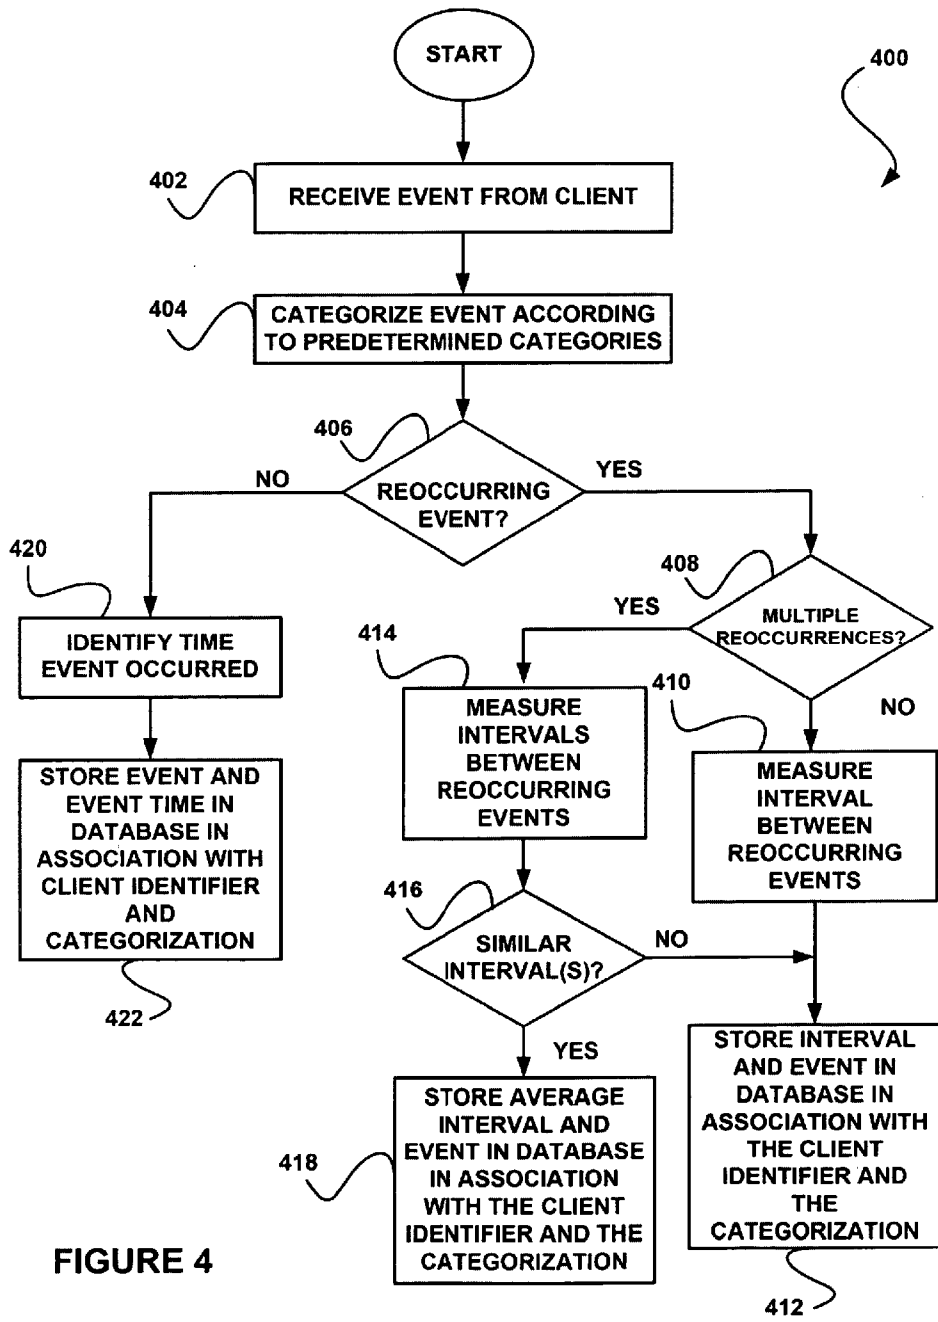 START
400
402
RECEIVE EVENT FROM CLIENT
404
CATEGORIZE EVENT ACCORDING
TO PREDETERMINED CATEGORIES
406
NO
YES
REOCCURRING
EVENT?
420
408
YES
IDENTIFY TIME
EVENT OCCURRED
414
MULTIPLE
REOCCURRENCES?
410
NO
MEASURE
INTERVALS
BETWEEN
REOCCURRING
EVENTS
STORE EVENT AND
EVENT TIME IN
DATABASE IN
ASSOCIATION WITH
CLIENT IDENTIFIER
AND
CATEGORIZATION
MEASURE
INTERVAL
BETWEEN
REOCCURRING
EVENTS
416
SIMILAR
INTERVAL(S)?
NO
422
YES
STORE INTERVAL
AND EVENT IN
DATABASE IN
ASSOCIATION WITH
THE CLIENT
IDENTIFIER AND
THE
CATEGORIZATION
STORE AVERAGE
INTERVAL AND
EVENT IN DATABASE
IN ASSOCIATION
WITH THE CLIENT
IDENTIFIER AND THE
CATEGORIZATION
418
FIGURE 4
412